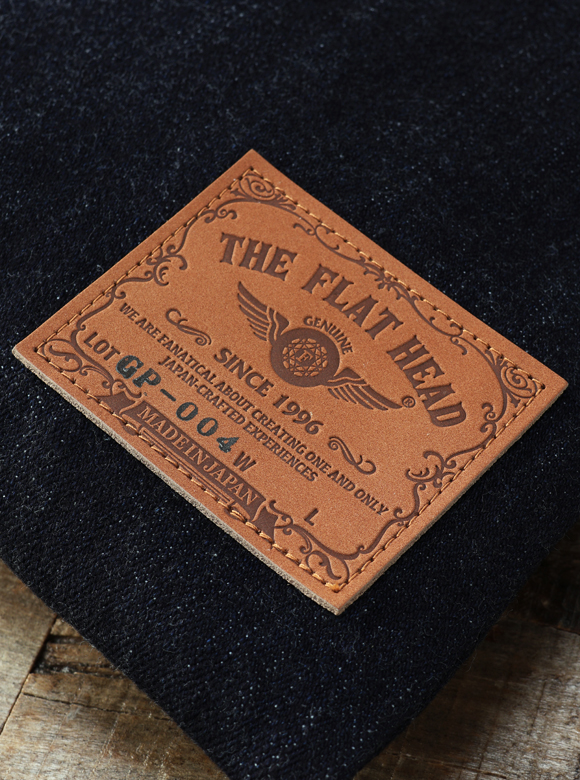 THE FLAT HEAD
GENUINE
F
®
SINCE 1996
WE ARE FANATICAL ABOUT CREATING ONE AND ONLY
JAPAN-CRAFTED EXPERIENCES
LOT GP-004 W L
MADE IN JAPAN